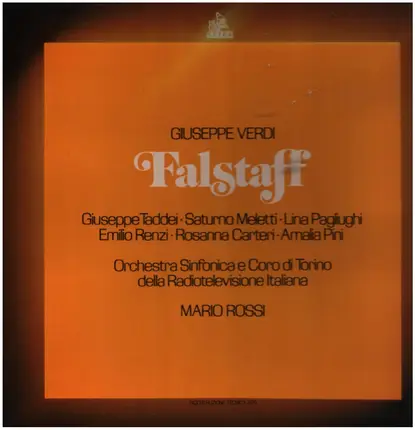 GIUSEPPE VERDI
Falstaff
Giuseppe Taddei · Saturno Meletti · Lina Pagliughi
Emilio Renzi · Rosanna Carteri · Amalia Pini
Orchestra Sinfonica e Coro di Torino
della Radiotelevisione Italiana
MARIO ROSSI